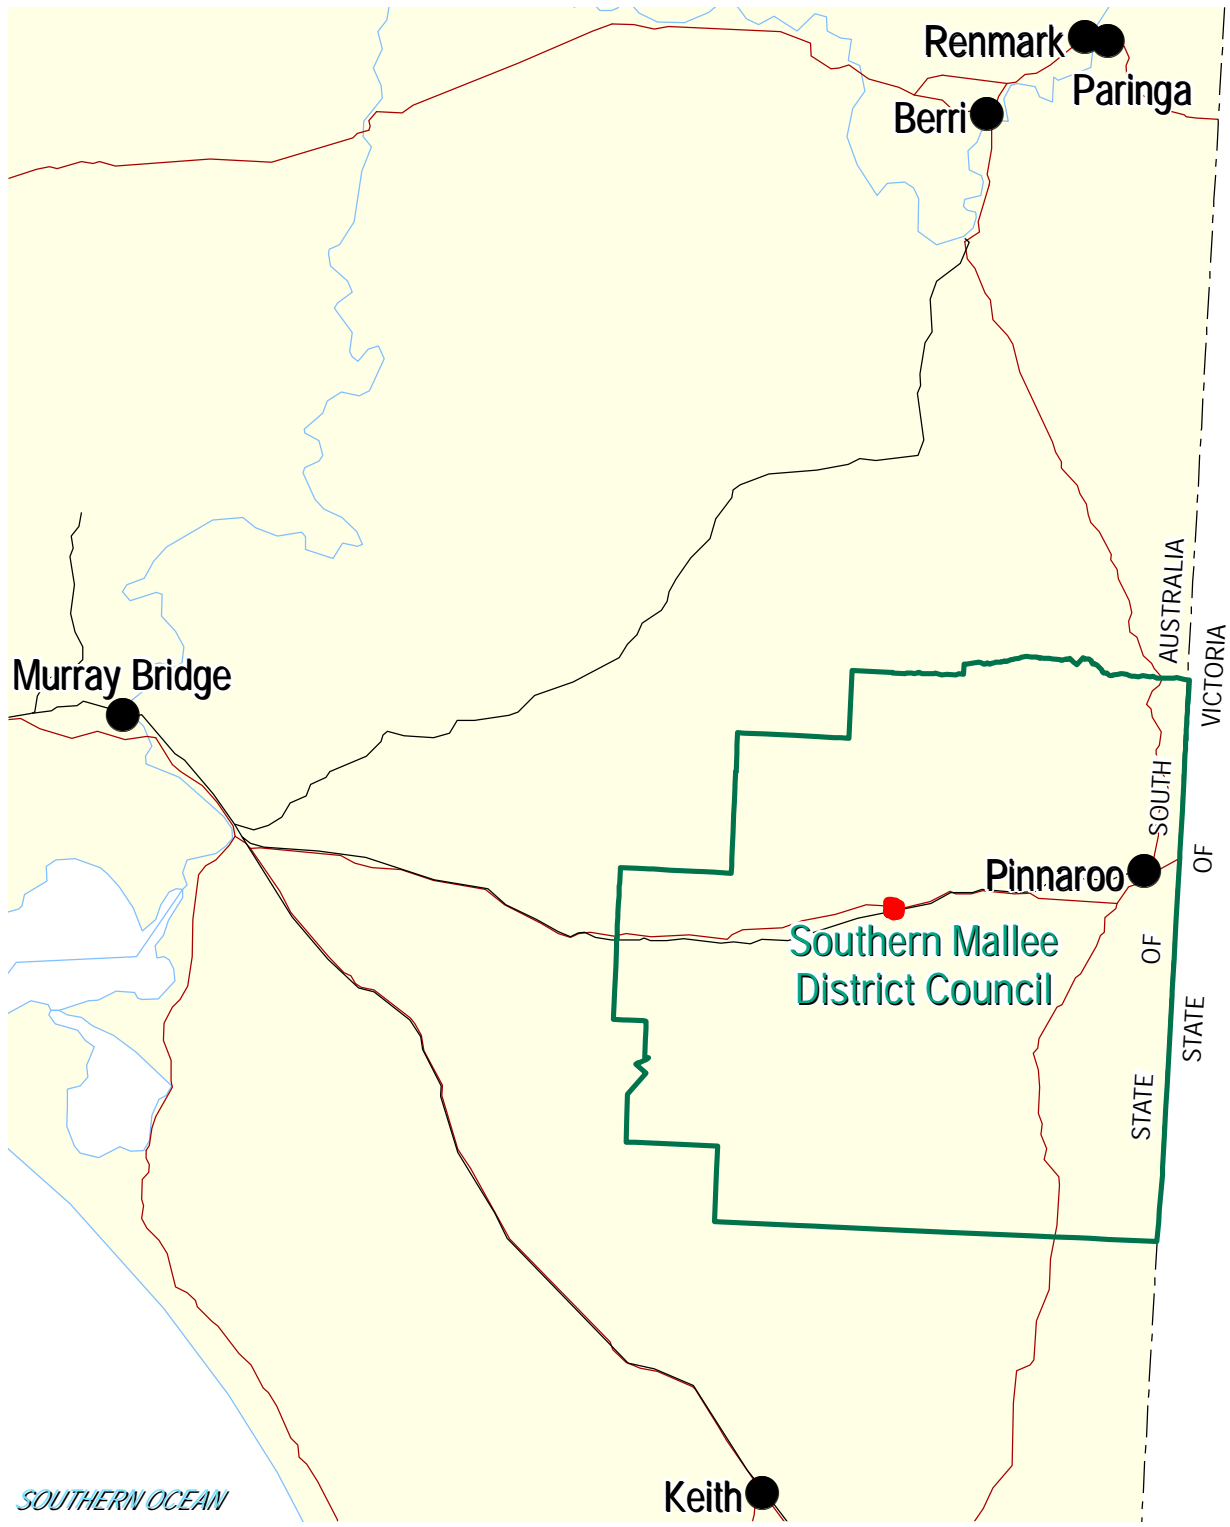 Renmark
Paringa
Berri
AUSTRALIA
VICTORIA
Murray Bridge
SOUTH
OF
Pinnaroo
Southern Mallee
District Council
OF
STATE
STATE
Keith
SOUTHERN OCEAN